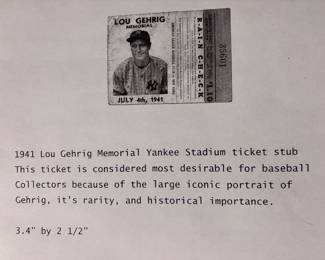 LOU GEHRIG
MEMORIAL
JULY 4th, 1941
RAIN CHECK
1941 Lou Gehrig Memorial Yankee Stadium ticket stub
This ticket is considered most desirable for baseball
Collectors because of the large iconic portrait of
Gehrig, it's rarity, and historical importance.
3.4" by 2 1/2"